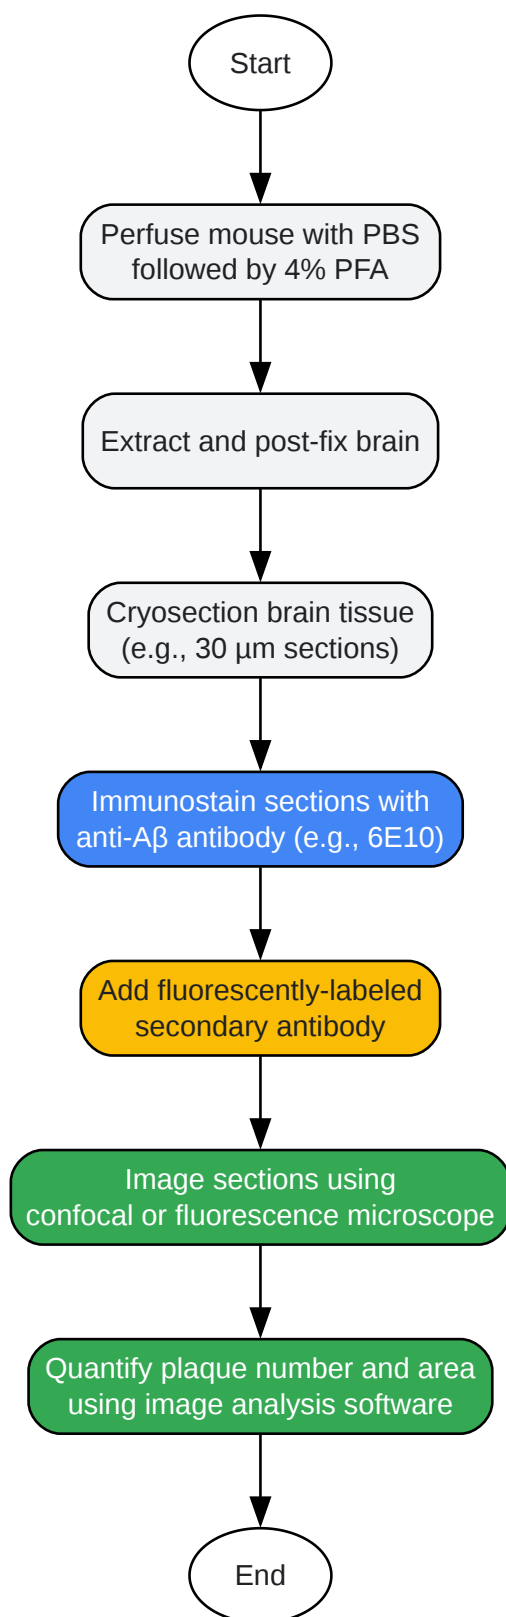 Start
Perfuse mouse with PBS
followed by 4% PFA
Extract and post-fix brain
Cryosection brain tissue
(e.g., 30 µm sections)
Immunostain sections with
anti-Aβ antibody (e.g., 6E10)
Add fluorescently-labeled
secondary antibody
Image sections using
confocal or fluorescence microscope
Quantify plaque number and area
using image analysis software
End